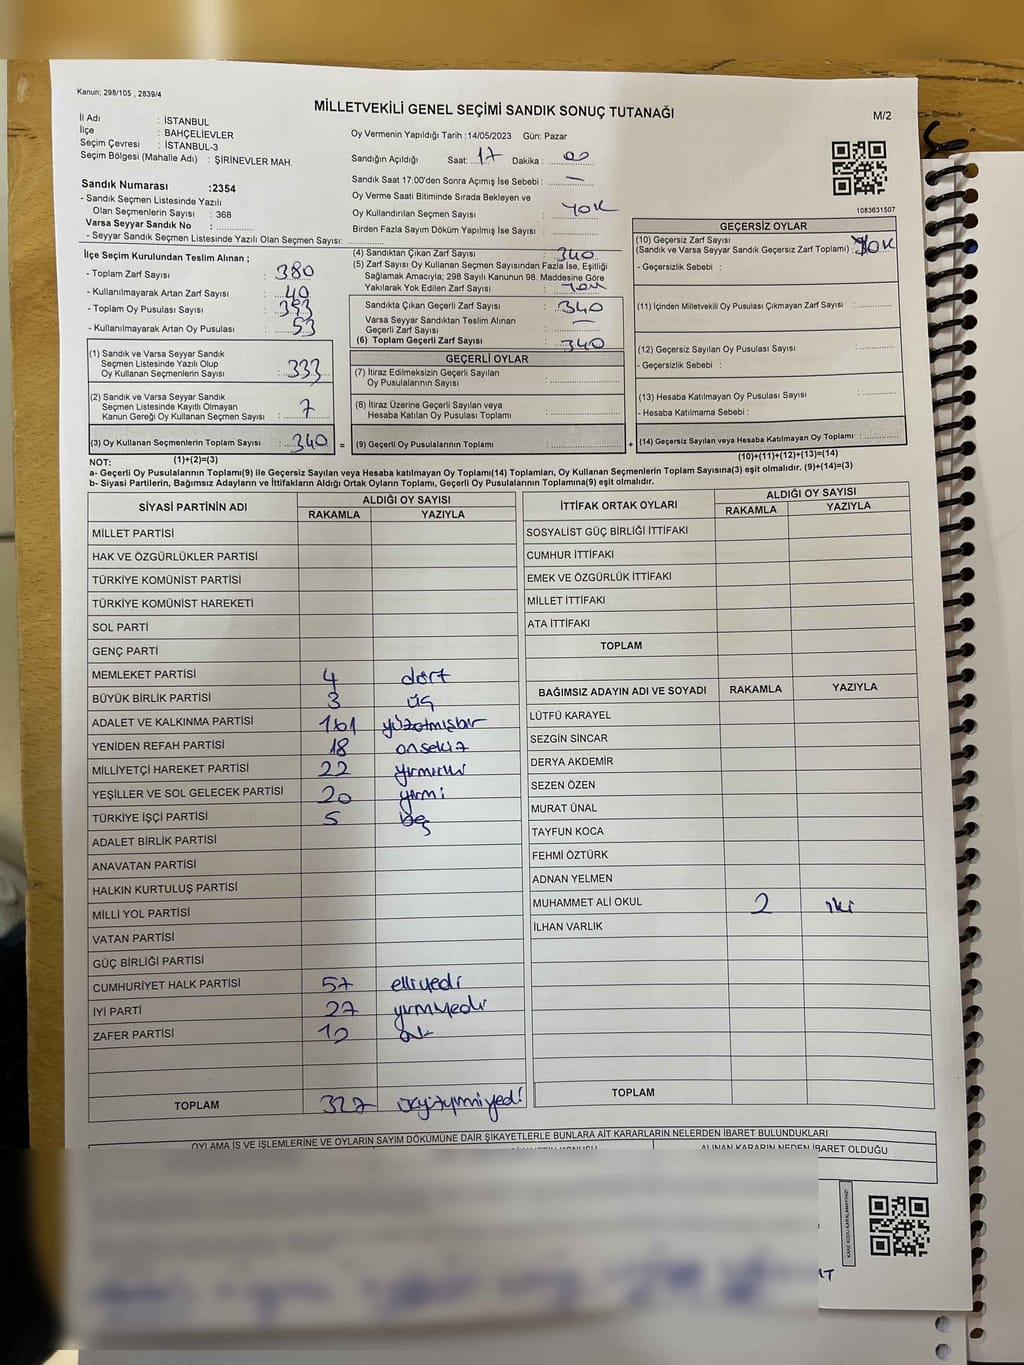 Kanun; 298/105 , 2839/4
MİLLETVEKİLİ GENEL SEÇİMİ SANDIK SONUÇ TUTANAĞI
M/2
İl Adı : İSTANBUL
İlçe : BAHÇELİEVLER
Seçim Çevresi : İSTANBUL-3
Seçim Bölgesi (Mahalle Adı) : ŞİRİNEVLER MAH.
Oy Vermenin Yapıldığı Tarih :14/05/2023 Gün: Pazar
Sandığın Açıldığı Saat: 17 Dakika : 00
Sandık Saat 17:00'den Sonra Açımış İse Sebebi : —
Oy Verme Saati Bitiminde Sırada Bekleyen ve
Oy Kullandırılan Seçmen Sayısı : YOK
Birden Fazla Sayım Döküm Yapılmış İse Sayısı :
1083631507
Sandık Numarası :2354
- Sandık Seçmen Listesinde Yazılı
Olan Seçmenlerin Sayısı : 368
Varsa Seyyar Sandık No :
- Seyyar Sandık Seçmen Listesinde Yazılı Olan Seçmen Sayısı:
İlçe Seçim Kurulundan Teslim Alınan ;
- Toplam Zarf Sayısı : 380
- Kullanılmayarak Artan Zarf Sayısı : 40
- Toplam Oy Pusulası Sayısı : 393
- Kullanılmayarak Artan Oy Pusulası : 53
(1) Sandık ve Varsa Seyyar Sandık
Seçmen Listesinde Yazılı Olup
Oy Kullanan Seçmenlerin Sayısı : 333
(2) Sandık ve Varsa Seyyar Sandık
Seçmen Listesinde Kayıtlı Olmayan
Kanun Gereği Oy Kullanan Seçmen Sayısı : 7
(3) Oy Kullanan Seçmenlerin Toplam Sayısı : 340 =
(1)+(2)=(3)
(4) Sandıktan Çıkan Zarf Sayısı : 340
(5) Zarf Sayısı Oy Kullanan Seçmen Sayısından Fazla İse, Eşitliği
Sağlamak Amacıyla; 298 Sayılı Kanunun 98. Maddesine Göre
Yakılarak Yok Edilen Zarf Sayısı : YOK
Sandıkta Çıkan Geçerli Zarf Sayısı : 340
Varsa Seyyar Sandıktan Teslim Alınan
Geçerli Zarf Sayısı : —
(6) Toplam Geçerli Zarf Sayısı : 340
GEÇERLİ OYLAR
(7) İtiraz Edilmeksizin Geçerli Sayılan
Oy Pusulalarının Sayısı :
(8) İtiraz Üzerine Geçerli Sayılan veya
Hesaba Katılan Oy Pusulası Toplamı :
(9) Geçerli Oy Pusulalarının Toplamı : +
GEÇERSİZ OYLAR
(10) Geçersiz Zarf Sayısı
(Sandık ve Varsa Seyyar Sandık Geçersiz Zarf Toplamı) : YOK
- Geçersizlik Sebebi :
(11) İçinden Milletvekili Oy Pusulası Çıkmayan Zarf Sayısı :
(12) Geçersiz Sayılan Oy Pusulası Sayısı :
- Geçersizlik Sebebi :
(13) Hesaba Katılmayan Oy Pusulası Sayısı :
- Hesaba Katılmama Sebebi :
(14) Geçersiz Sayılan veya Hesaba Katılmayan Oy Toplamı :
(10)+(11)+(12)+(13)=(14)
NOT:
a- Geçerli Oy Pusulalarının Toplamı(9) ile Geçersiz Sayılan veya Hesaba katılmayan Oy Toplamı(14) Toplamları, Oy Kullanan Seçmenlerin Toplam Sayısına(3) eşit olmalıdır. (9)+(14)=(3)
b- Siyasi Partilerin, Bağımsız Adayların ve İttifakların Aldığı Ortak Oyların Toplamı, Geçerli Oy Pusulalarının Toplamına(9) eşit olmalıdır.
SİYASİ PARTİNİN ADI ALDIĞI OY SAYISI
RAKAMLA YAZIYLA
MİLLET PARTİSİ
HAK VE ÖZGÜRLÜKLER PARTİSİ
TÜRKİYE KOMÜNİST PARTİSİ
TÜRKİYE KOMÜNİST HAREKETİ
SOL PARTİ
GENÇ PARTİ
MEMLEKET PARTİSİ 4 dört
BÜYÜK BİRLİK PARTİSİ 3 üç
ADALET VE KALKINMA PARTİSİ 161 yüzatmışbir
YENİDEN REFAH PARTİSİ 18 onsekiz
MİLLİYETÇİ HAREKET PARTİSİ 22 yirmiiki
YEŞİLLER VE SOL GELECEK PARTİSİ 20 yirmi
TÜRKİYE İŞÇİ PARTİSİ 5 beş
ADALET BİRLİK PARTİSİ
ANAVATAN PARTİSİ
HALKIN KURTULUŞ PARTİSİ
MİLLİ YOL PARTİSİ
VATAN PARTİSİ
GÜÇ BİRLİĞİ PARTİSİ
CUMHURİYET HALK PARTİSİ 57 elliyedi
İYİ PARTİ 27 yirmiyedi
ZAFER PARTİSİ 10 on
TOPLAM 327 üçyüzyirmiyedi
İTTİFAK ORTAK OYLARI ALDIĞI OY SAYISI
RAKAMLA YAZIYLA
SOSYALİST GÜÇ BİRLİĞİ İTTİFAKI
CUMHUR İTTİFAKI
EMEK VE ÖZGÜRLÜK İTTİFAKI
MİLLET İTTİFAKI
ATA İTTİFAKI
TOPLAM
BAĞIMSIZ ADAYIN ADI VE SOYADI RAKAMLA YAZIYLA
LÜTFÜ KARAYEL
SEZGİN SİNCAR
DERYA AKDEMİR
SEZEN ÖZEN
MURAT ÜNAL
TAYFUN KOCA
FEHMİ ÖZTÜRK
ADNAN YELMEN
MUHAMMET ALİ OKUL 2 iki
İLHAN VARLIK
TOPLAM
OYLAMA İŞ VE İŞLEMLERİNE VE OYLARIN SAYIM DÖKÜMÜNE DAİR ŞİKAYETLERLE BUNLARA AİT KARARLARIN NELERDEN İBARET BULUNDUKLARI
ALINAN KARARIN NEDEN İBARET OLDUĞU
KARE KODU KARALAMAYINIZ!